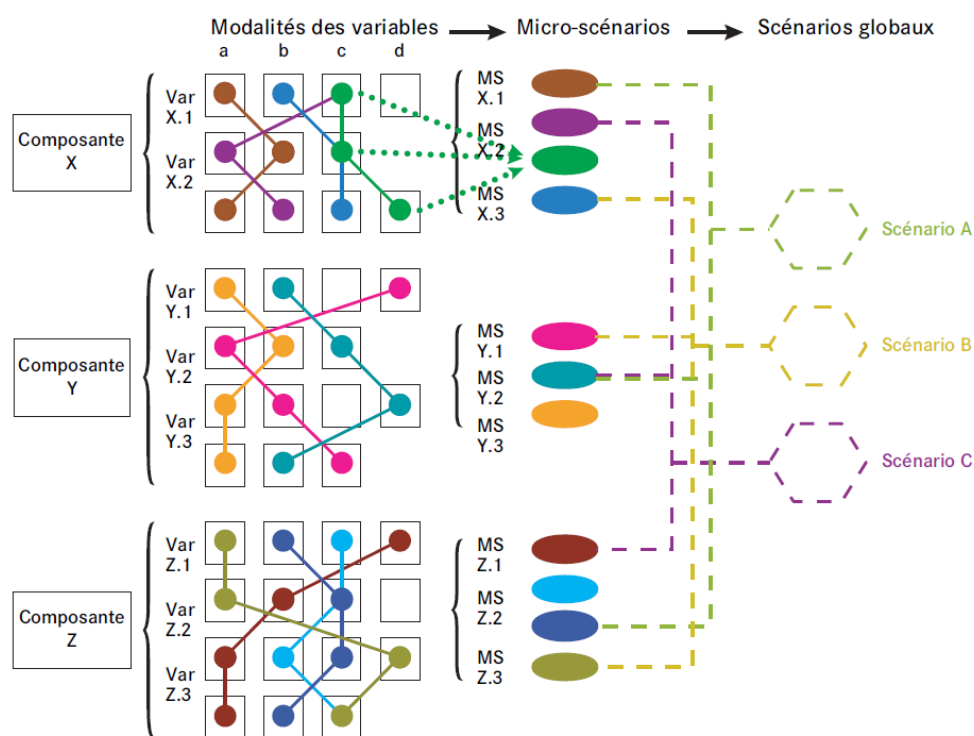 Modalités des variables
Micro-scénarios
Scénarios globaux
a b c d
Composante
X
Var
X.1
Var
X.2
MS
X.1
MS
X.2
MS
X.3
Scénario A
Composante
Y
Var
Y.1
Var
Y.2
Var
Y.3
MS
Y.1
MS
Y.2
MS
Y.3
Scénario B
Scénario C
Composante
Z
Var
Z.1
Var
Z.2
Var
Z.3
MS
Z.1
MS
Z.2
MS
Z.3